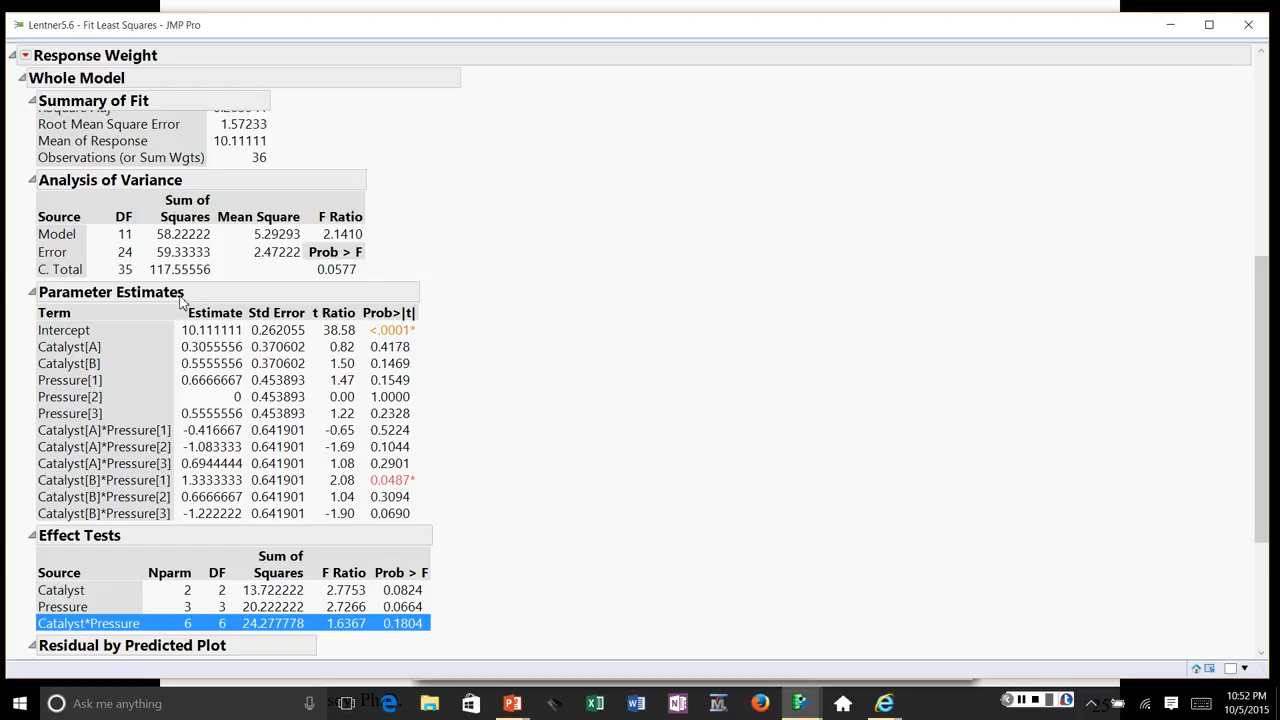 Lentner5.6 - Fit Least Squares - JMP Pro
Response Weight
Whole Model
Summary of Fit
Root Mean Square Error 1.57233
Mean of Response 10.11111
Observations (or Sum Wgts) 36
Analysis of Variance
Sum of
Source DF Squares Mean Square F Ratio
Model 11 58.22222 5.29293 2.1410
Error 24 59.33333 2.47222 Prob > F
C. Total 35 117.55556 0.0577
Parameter Estimates
Term Estimate Std Error t Ratio Prob>|t|
Intercept 10.111111 0.262055 38.58 <.0001*
Catalyst[A] 0.3055556 0.370602 0.82 0.4178
Catalyst[B] 0.5555556 0.370602 1.50 0.1469
Pressure[1] 0.6666667 0.453893 1.47 0.1549
Pressure[2] 0 0.453893 0.00 1.0000
Pressure[3] 0.5555556 0.453893 1.22 0.2328
Catalyst[A]*Pressure[1] -0.416667 0.641901 -0.65 0.5224
Catalyst[A]*Pressure[2] -1.083333 0.641901 -1.69 0.1044
Catalyst[A]*Pressure[3] 0.6944444 0.641901 1.08 0.2901
Catalyst[B]*Pressure[1] 1.3333333 0.641901 2.08 0.0487*
Catalyst[B]*Pressure[2] 0.6666667 0.641901 1.04 0.3094
Catalyst[B]*Pressure[3] -1.222222 0.641901 -1.90 0.0690
Effect Tests
Sum of
Source Nparm DF Squares F Ratio Prob > F
Catalyst 2 2 13.722222 2.7753 0.0824
Pressure 3 3 20.222222 2.7266 0.0664
Catalyst*Pressure 6 6 24.277778 1.6367 0.1804
Residual by Predicted Plot
Ask me anything
10:52 PM
10/5/2015